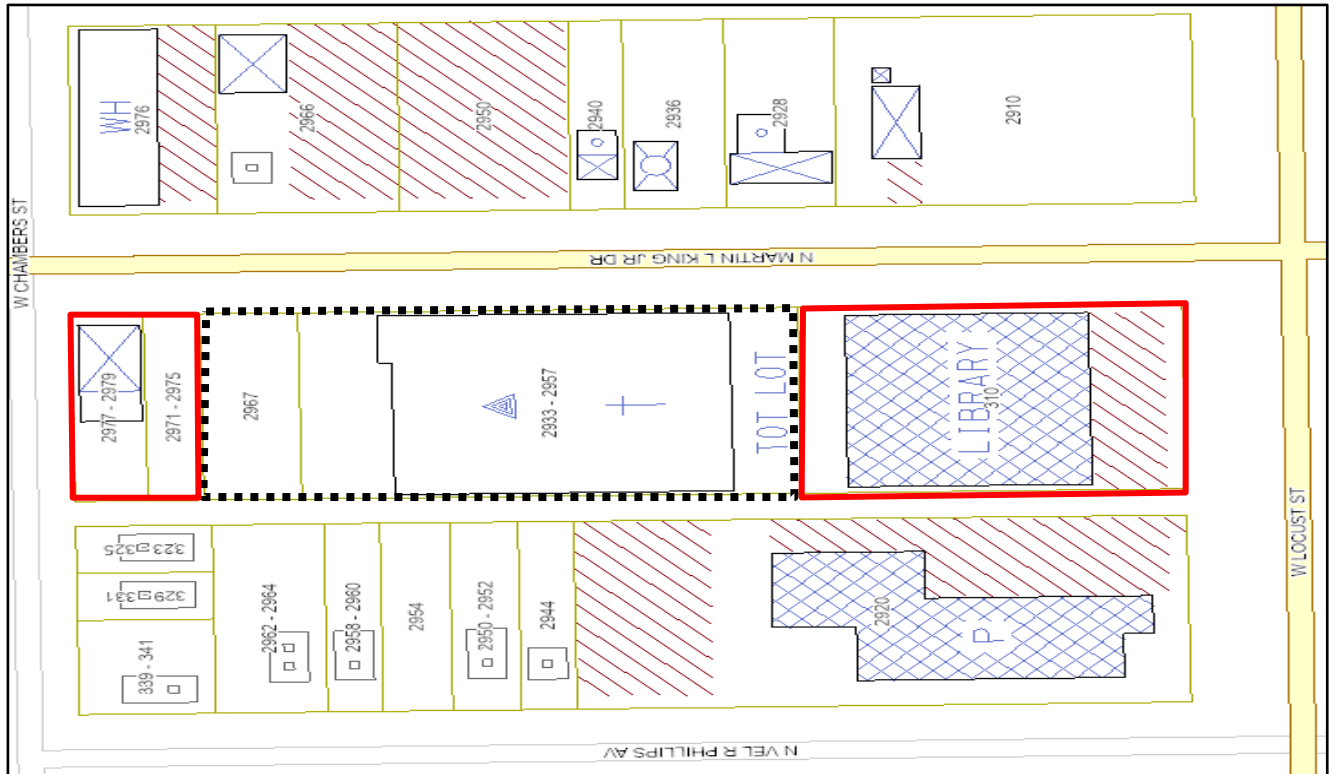 WH
2976
2966
2950
2940
2936
2928
2910
W CHAMBERS ST
N MARTIN L KING JR DR
2977 - 2979
2971 - 2975
2967
2933 - 2957
TOT LOT
LIBRARY
310
W LOCUST ST
323 325
329 331
339 - 341
2962 - 2964
2958 - 2960
2954
2950 - 2952
2944
2920
P
N VEL R PHILLIPS AV